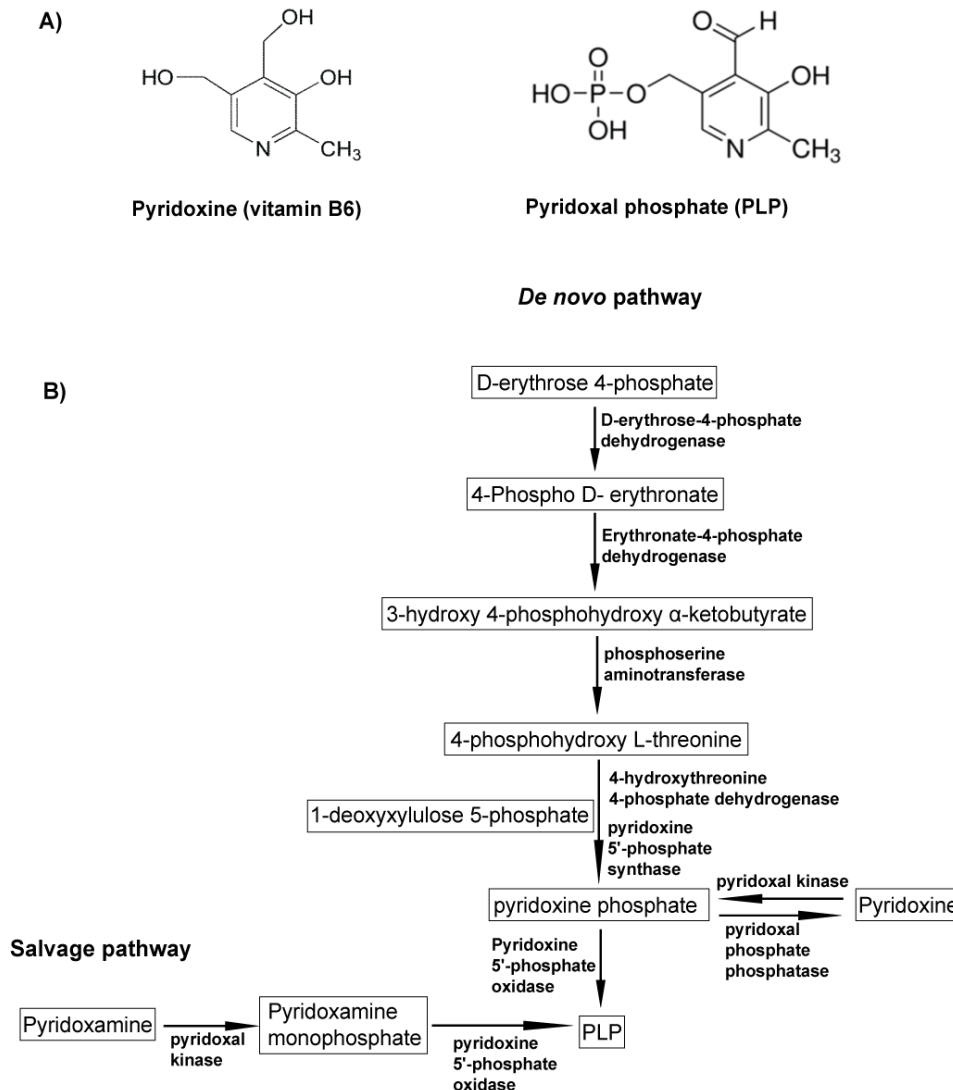 A)
OH
HO
OH
N
CH3
Pyridoxine (vitamin B6)
O
H
O
HO
P
O
OH
OH
N
CH3
Pyridoxal phosphate (PLP)
De novo pathway
B)
D-erythrose 4-phosphate
D-erythrose-4-phosphate
dehydrogenase
4-Phospho D- erythronate
Erythronate-4-phosphate
dehydrogenase
3-hydroxy 4-phosphohydroxy α-ketobutyrate
phosphoserine
aminotransferase
4-phosphohydroxy L-threonine
4-hydroxythreonine
4-phosphate dehydrogenase
1-deoxyxylulose 5-phosphate
pyridoxine
5'-phosphate
synthase
pyridoxal kinase
pyridoxine phosphate
Pyridoxine
pyridoxal
phosphate
phosphatase
Salvage pathway
Pyridoxine
5'-phosphate
oxidase
Pyridoxamine
pyridoxal
kinase
Pyridoxamine
monophosphate
pyridoxine
5'-phosphate
oxidase
PLP